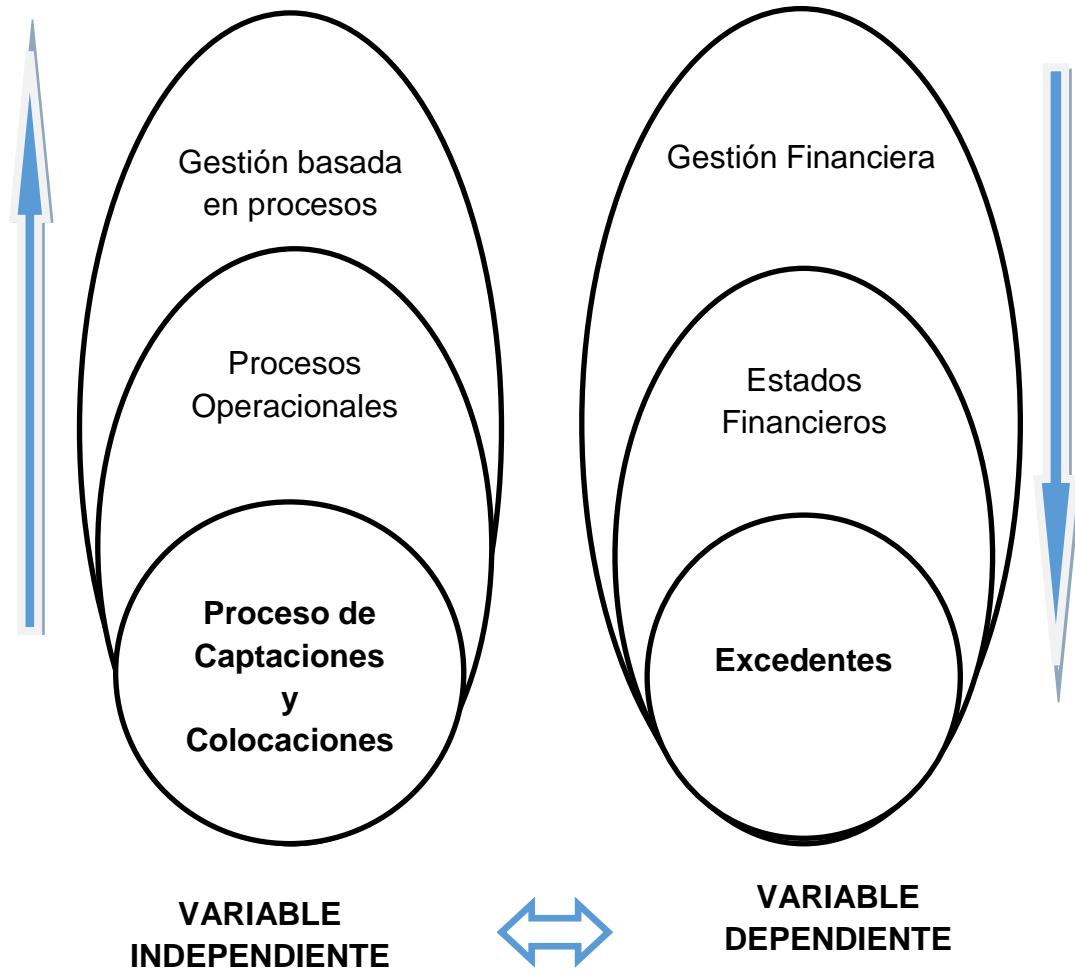 Gestión basada
en procesos
Procesos
Operacionales
Proceso de
Captaciones
y
Colocaciones
VARIABLE
INDEPENDIENTE
Gestión Financiera
Estados
Financieros
Excedentes
VARIABLE
DEPENDIENTE